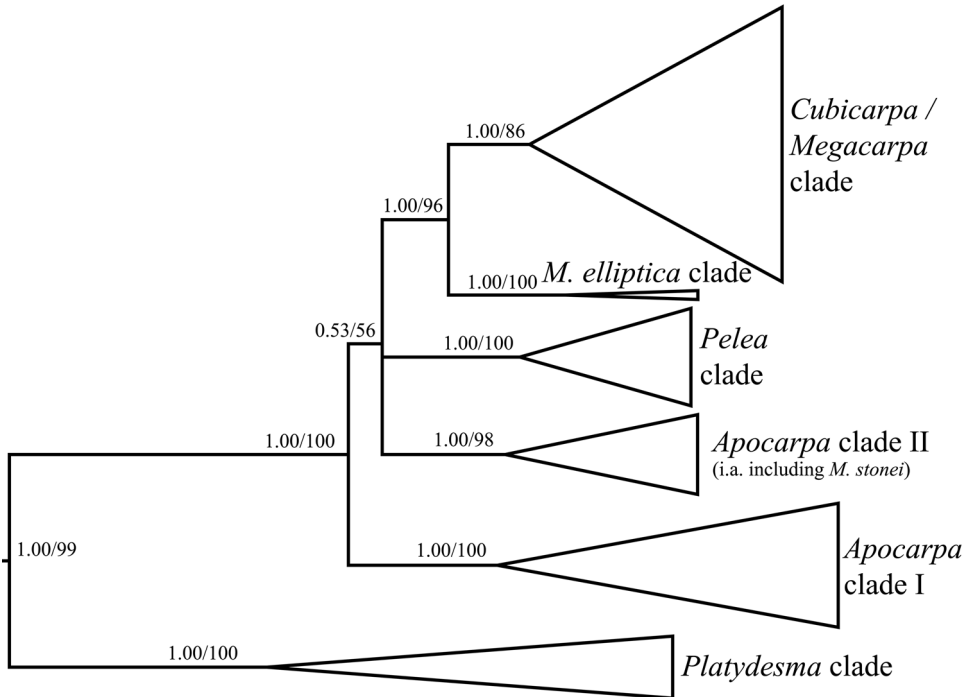 1.00/86
Cubicarpa /
Megacarpa
clade
1.00/96
1.00/100
M. elliptica clade
0.53/56
1.00/100
Pelea
clade
1.00/100
1.00/98
Apocarpa clade II
(i.a. including M. stonei)
1.00/99
1.00/100
Apocarpa
clade I
1.00/100
Platydesma clade